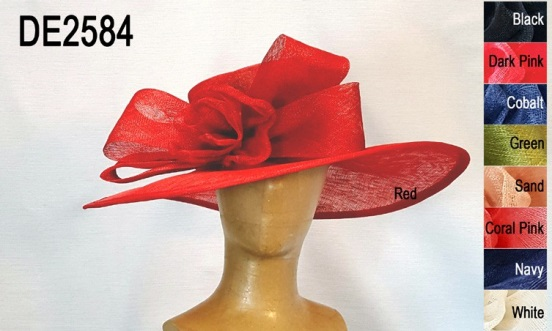 DE2584
Black
Dark Pink
Cobalt
Green
Sand
Red
Coral Pink
Navy
White